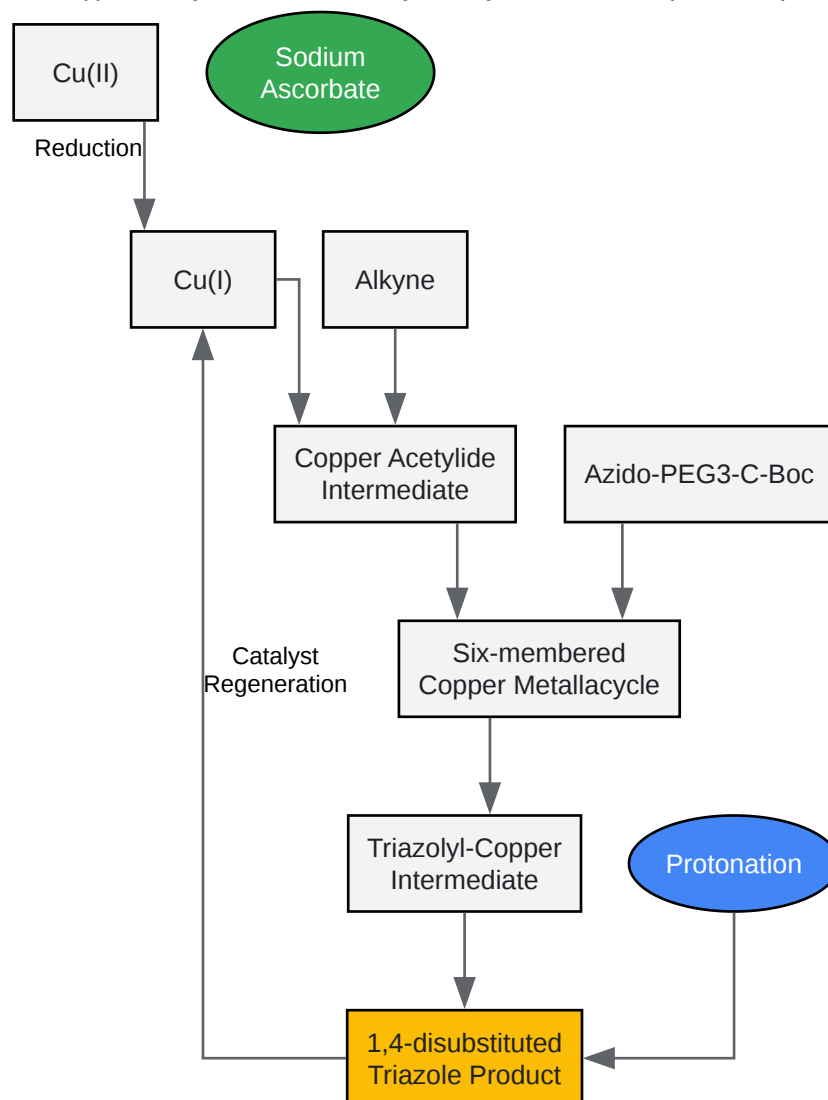 Cu(II)
Sodium
Ascorbate
Reduction
Cu(I)
Alkyne
Copper Acetylide
Intermediate
Azido-PEG3-C-Boc
Six-membered
Copper Metallacycle
Catalyst
Regeneration
Triazolyl-Copper
Intermediate
Protonation
1,4-disubstituted
Triazole Product